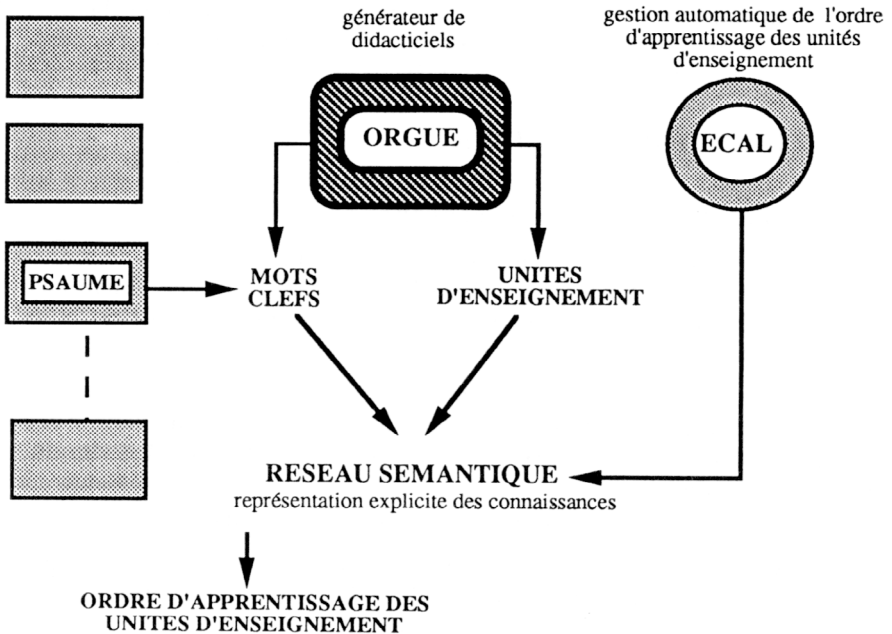 générateur de
didacticiels
gestion automatique de l'ordre
d'apprentissage des unités
d'enseignement
ORGUE
ECAL
PSAUME
MOTS
CLEFS
UNITES
D'ENSEIGNEMENT
RESEAU SEMANTIQUE
représentation explicite des connaissances
ORDRE D'APPRENTISSAGE DES
UNITES D'ENSEIGNEMENT